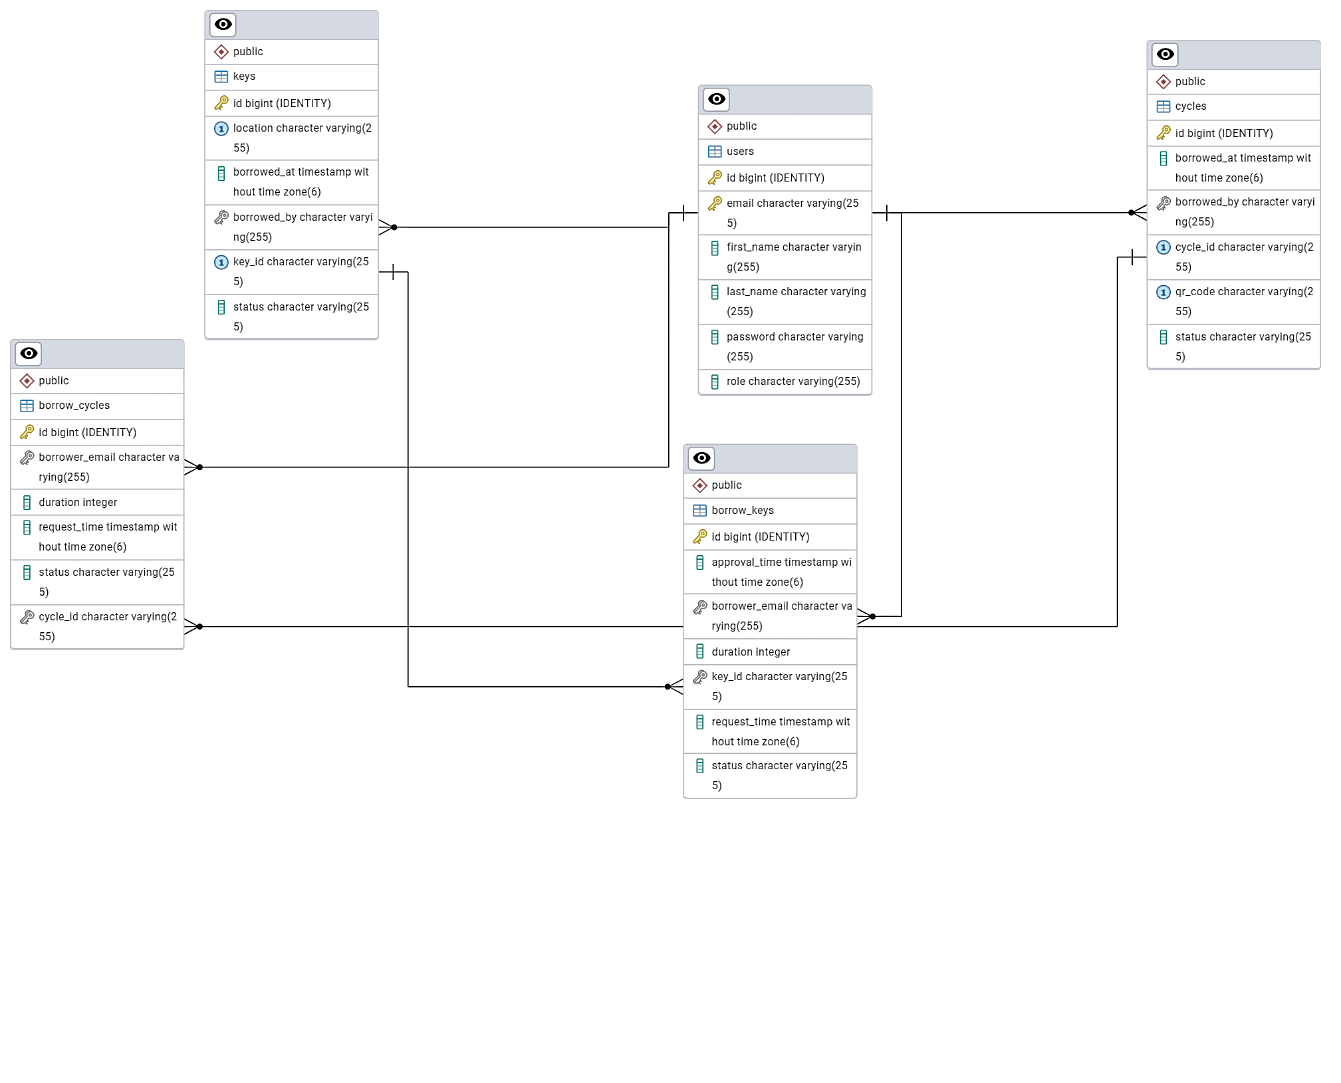 public
keys
id bigint (IDENTITY)
location character varying(2
55)
borrowed_at timestamp wit
hout time zone(6)
borrowed_by character varyi
ng(255)
key_id character varying(25
5)
status character varying(25
5)
public
users
id bigint (IDENTITY)
email character varying(25
5)
first_name character varyin
g(255)
last_name character varying
(255)
password character varying
(255)
role character varying(255)
public
cycles
id bigint (IDENTITY)
borrowed_at timestamp wit
hout time zone(6)
borrowed_by character varyi
ng(255)
cycle_id character varying(2
55)
qr_code character varying(2
55)
status character varying(25
5)
public
borrow_cycles
id bigint (IDENTITY)
borrower_email character va
rying(255)
duration integer
request_time timestamp wit
hout time zone(6)
status character varying(25
5)
cycle_id character varying(2
55)
public
borrow_keys
id bigint (IDENTITY)
approval_time timestamp wi
thout time zone(6)
borrower_email character va
rying(255)
duration integer
key_id character varying(25
5)
request_time timestamp wit
hout time zone(6)
status character varying(25
5)